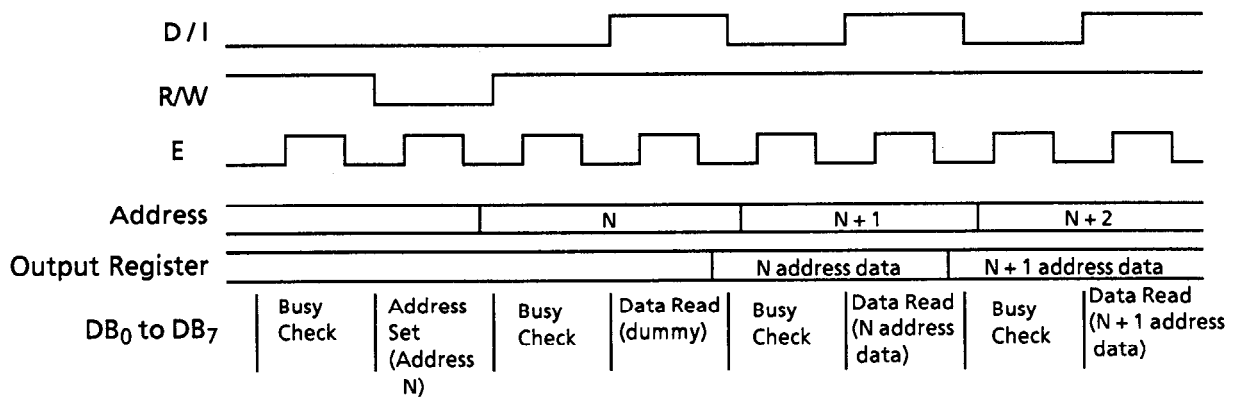 D / I
R/W
E
Address
N
N + 1
N + 2
Output Register
N address data
N + 1 address data
DB0 to DB7
Busy
Check
Address
Set
(Address
N)
Busy
Check
Data Read
(dummy)
Busy
Check
Data Read
(N address
data)
Busy
Check
Data Read
(N + 1 address
data)